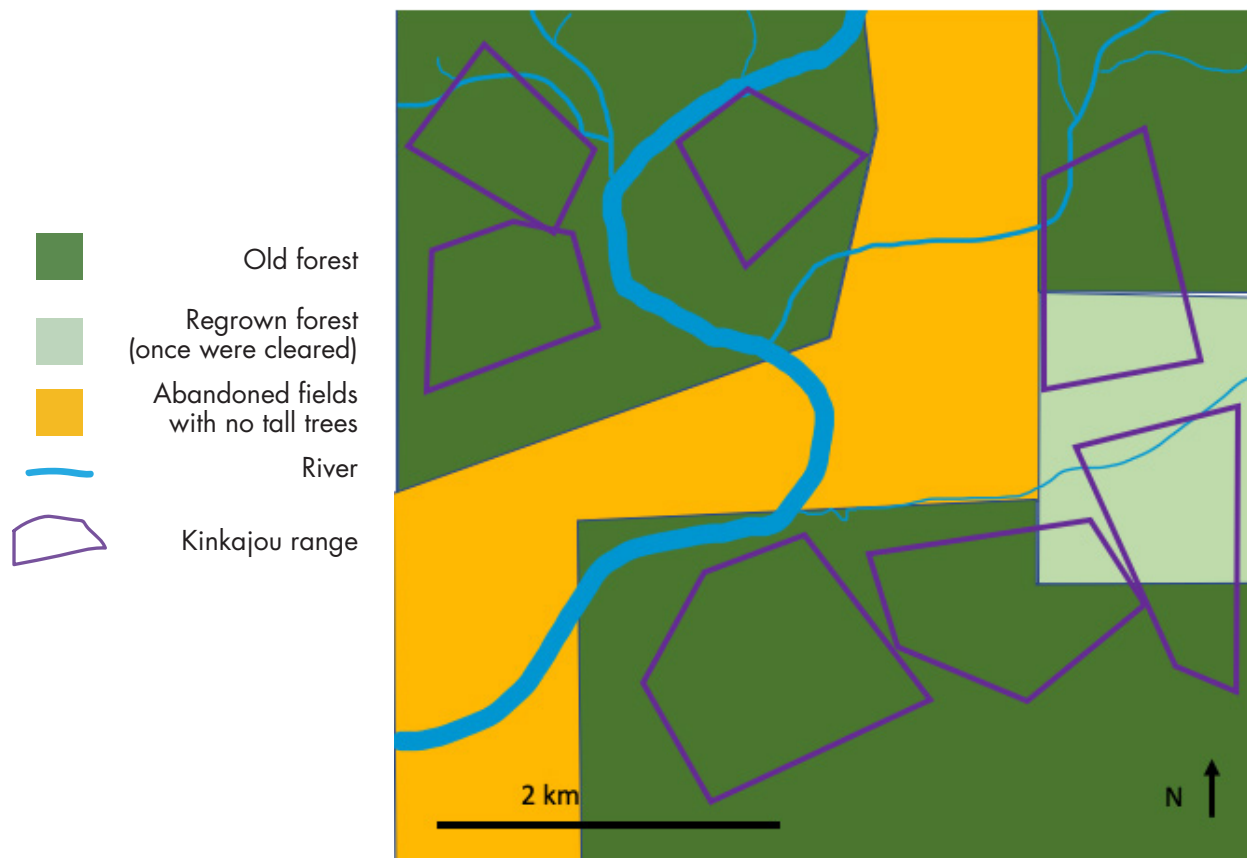 Old forest
Regrown forest
(once were cleared)
Abandoned fields
with no tall trees
River
Kinkajou range
2 km
N